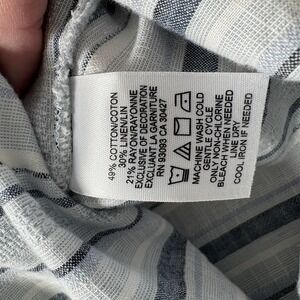 49% COTTON/COTON
30% LINEN/LIN
21% RAYON/RAYONNE
EXCLUSIVE OF DECORATION
EXCLUANT LA GARNITURE
RN 93093 CA 30427
MACHINE WASH COLD
GENTLE CYCLE
ONLY NON-CHLORINE
BLEACH WHEN NEEDED
LINE DRY
COOL IRON IF NEEDED